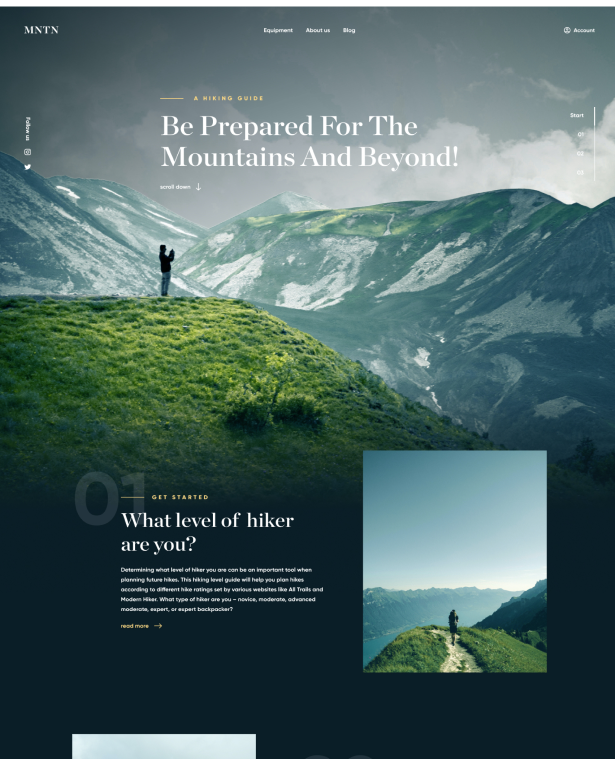 MNTN
Equipment About us Blog
Account
A HIKING GUIDE
Be Prepared For The
Mountains And Beyond!
scroll down
Follow us
Start
01
02
03
01
GET STARTED
What level of hiker
are you?
Determining what level of hiker you are can be an important tool when
planning future hikes. This hiking level guide will help you plan hikes
according to different hike ratings set by various websites like All Trails and
Modern Hiker. What type of hiker are you – novice, moderate, advanced
moderate, expert, or expert backpacker?
read more